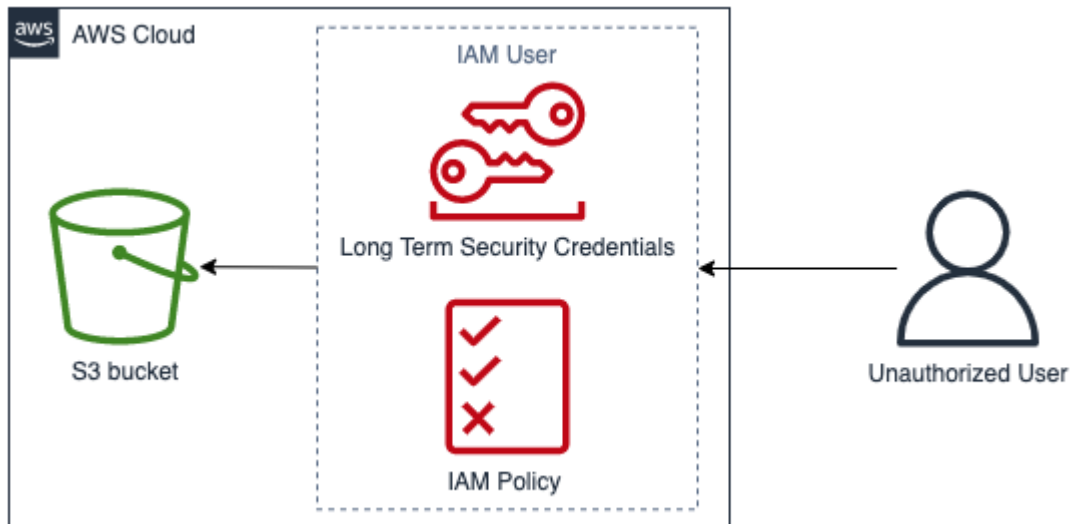 aws
AWS Cloud
IAM User
Long Term Security Credentials
S3 bucket
Unauthorized User
IAM Policy